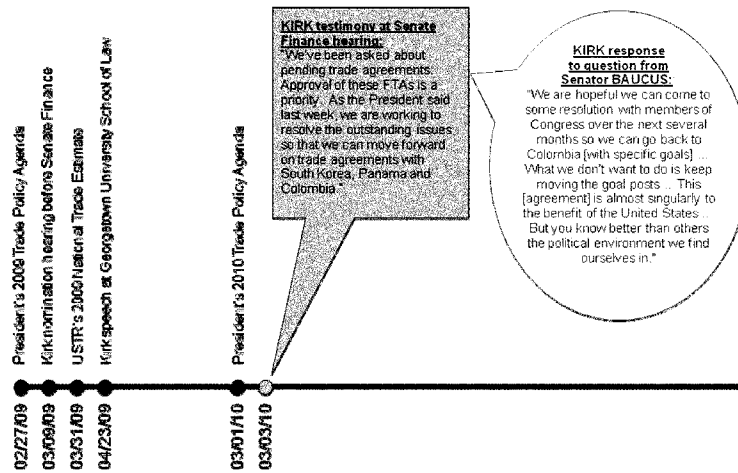 KIRK testimony at Senate
Finance hearing:
"We've been asked about
pending trade agreements.
Approval of these FTAs is a
priority. As the President said
last week, we are working to
resolve the outstanding issues
so that we can move forward
on trade agreements with
South Korea, Panama and
Colombia."
KIRK response
to question from
Senator BAUCUS:
"We are hopeful we can come to
some resolution with members of
Congress over the next several
months so we can go back to
Colombia [with specific goals] ...
What we don't want to do is keep
moving the goal posts ... This
[agreement] is almost singularly to
the benefit of the United States ...
But you know better than others
the political environment we find
ourselves in."
President's 2009 Trade Policy Agenda
Kirk nomination hearing before Senate Finance
USTR's 2009 National Trade Estimate
Kirk speech at Georgetown University School of Law
President's 2010 Trade Policy Agenda
02/27/09
03/09/09
03/31/09
04/23/09
03/01/10
03/03/10